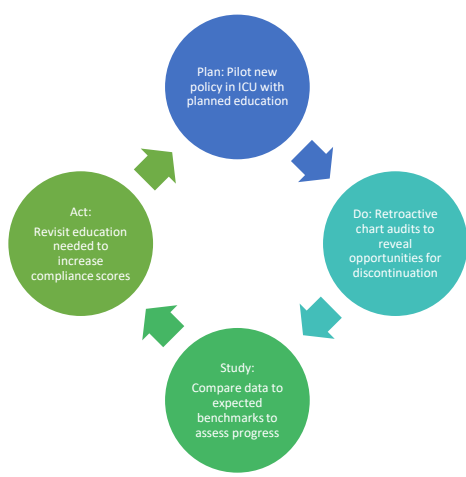 Plan: Pilot new
policy in ICU with
planned education
Do: Retroactive
chart audits to
reveal
opportunities for
discontinuation
Study:
Compare data to
expected
benchmarks to
assess progress
Act:
Revisit education
needed to
increase
compliance scores